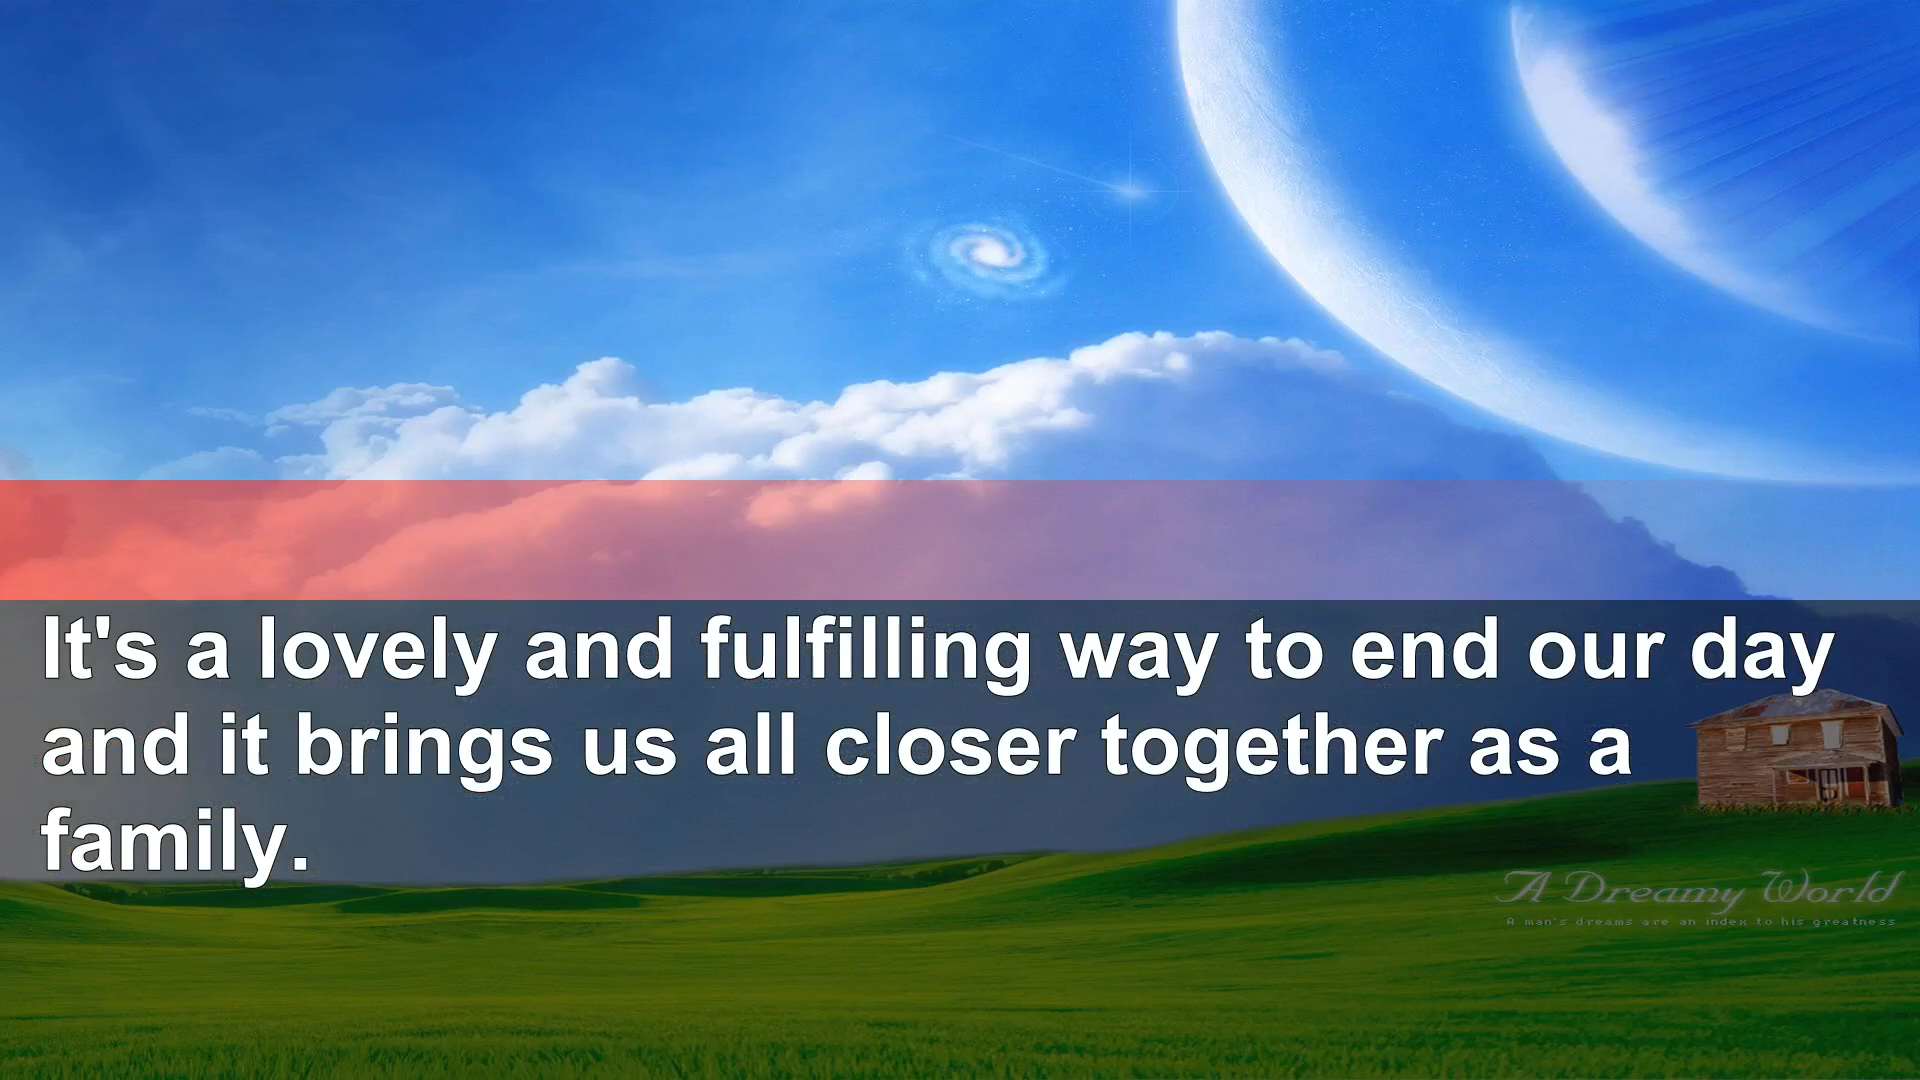 It's a lovely and fulfilling way to end our day
and it brings us all closer together as a
family.
A Dreamy World
A man's dreams are an index to his greatness